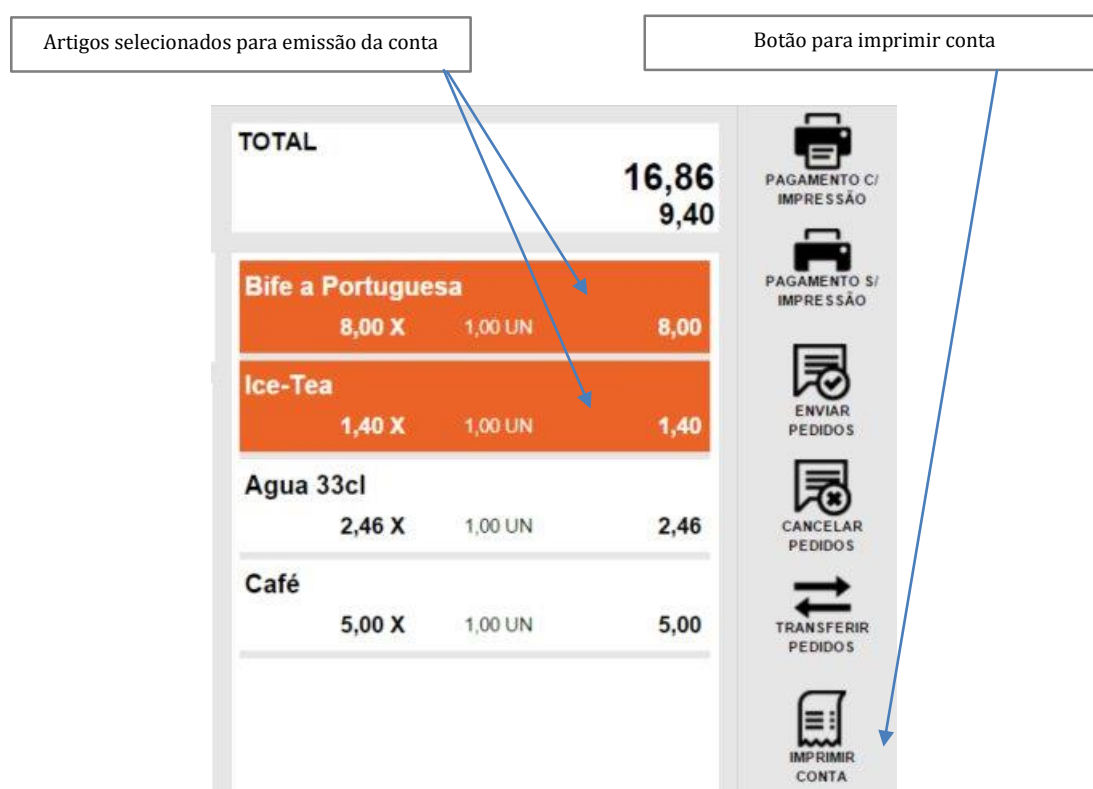 Artigos selecionados para emissão da conta
Botão para imprimir conta
TOTAL
16,86
9,40
Bife a Portuguesa
8,00 X 1,00 UN 8,00
Ice-Tea
1,40 X 1,00 UN 1,40
Agua 33cl
2,46 X 1,00 UN 2,46
Café
5,00 X 1,00 UN 5,00
PAGAMENTO C/
IMPRESSÃO
PAGAMENTO S/
IMPRESSÃO
ENVIAR
PEDIDOS
CANCELAR
PEDIDOS
TRANSFERIR
PEDIDOS
IMPRIMIR
CONTA